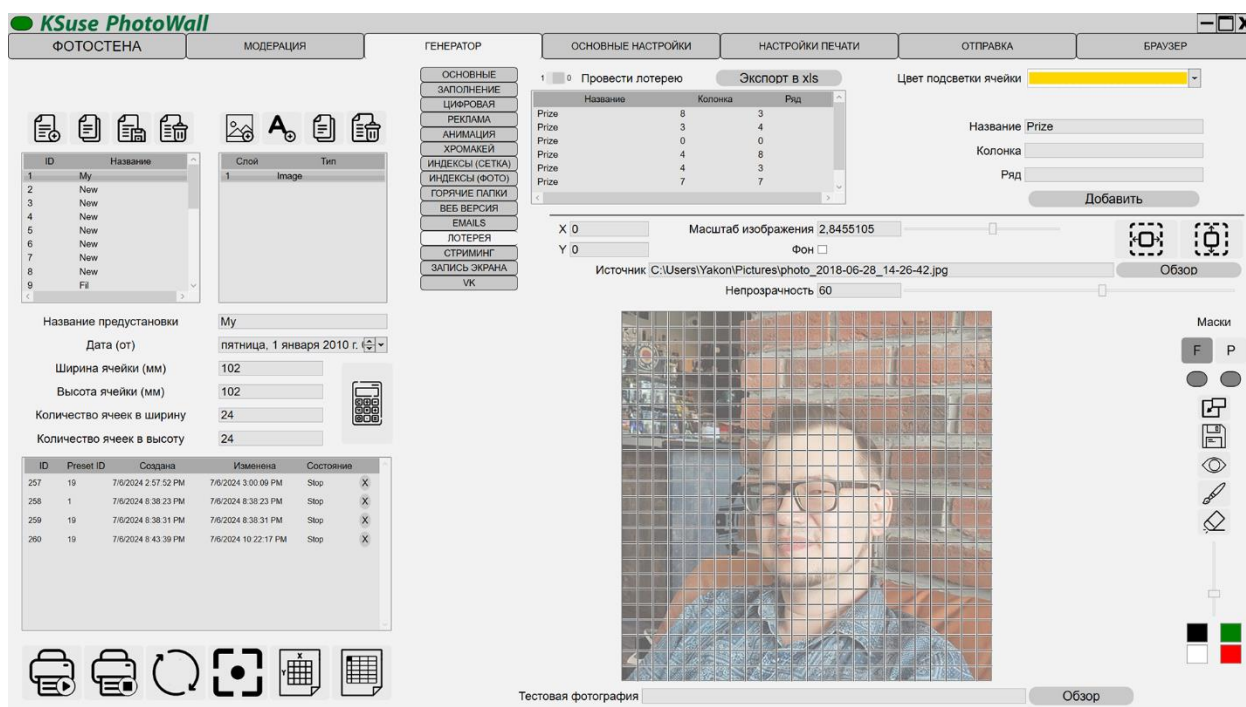 KSuse PhotoWall
ФОТОСТЕНА МОДЕРАЦИЯ ГЕНЕРАТОР ОСНОВНЫЕ НАСТРОЙКИ НАСТРОЙКИ ПЕЧАТИ ОТПРАВКА БРАУЗЕР
ID Название
1 My
2 New
3 New
4 New
5 New
6 New
7 New
8 New
9 Fil
Слой Тип
1 Image
Название предустановки My
Дата (от) пятница, 1 января 2010 г.
Ширина ячейки (мм) 102
Высота ячейки (мм) 102
Количество ячеек в ширину 24
Количество ячеек в высоту 24
ID Preset ID Создана Изменена Состояние
257 19 7/6/2024 2:57:52 PM 7/6/2024 3:00:09 PM Stop X
258 1 7/6/2024 8:38:23 PM 7/6/2024 8:38:23 PM Stop X
259 19 7/6/2024 8:38:31 PM 7/6/2024 8:38:31 PM Stop X
260 19 7/6/2024 8:43:39 PM 7/6/2024 10:22:17 PM Stop X
X
Y
ОСНОВНЫЕ
ЗАПОЛНЕНИЕ
ЦИФРОВАЯ
РЕКЛАМА
АНИМАЦИЯ
ХРОМАКЕЙ
ИНДЕКСЫ (СЕТКА)
ИНДЕКСЫ (ФОТО)
ГОРЯЧИЕ ПАПКИ
ВЕБ ВЕРСИЯ
EMAILS
ЛОТЕРЕЯ
СТРИМИНГ
ЗАПИСЬ ЭКРАНА
VK
1 0 Провести лотерею Экспорт в xls
Название Колонка Ряд
Prize 8 3
Prize 3 4
Prize 0 0
Prize 4 8
Prize 4 3
Prize 7 7
Цвет подсветки ячейки
Название Prize
Колонка
Ряд
Добавить
X 0 Масштаб изображения 2,8455105
Y 0 Фон
Источник C:\Users\Yakon\Pictures\photo_2018-06-28_14-26-42.jpg Обзор
Непрозрачность 60
Маски
F P
Тестовая фотография Обзор